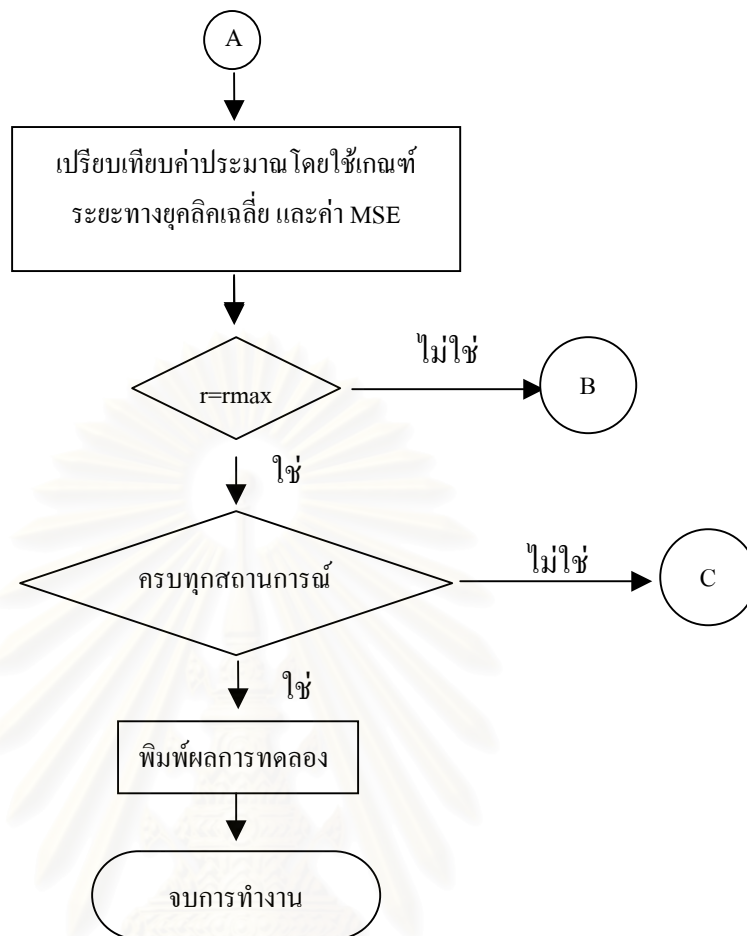 A
เปรียบเทียบค่าประมาณโดยใช้เกณฑ์
ระยะทางยุคลิคเฉลี่ย และค่า MSE
ไม่ใช่
r=rmax
B
ใช่
ครบทุกสถานการณ์
ไม่ใช่
C
ใช่
พิมพ์ผลการทดลอง
จบการทำงาน